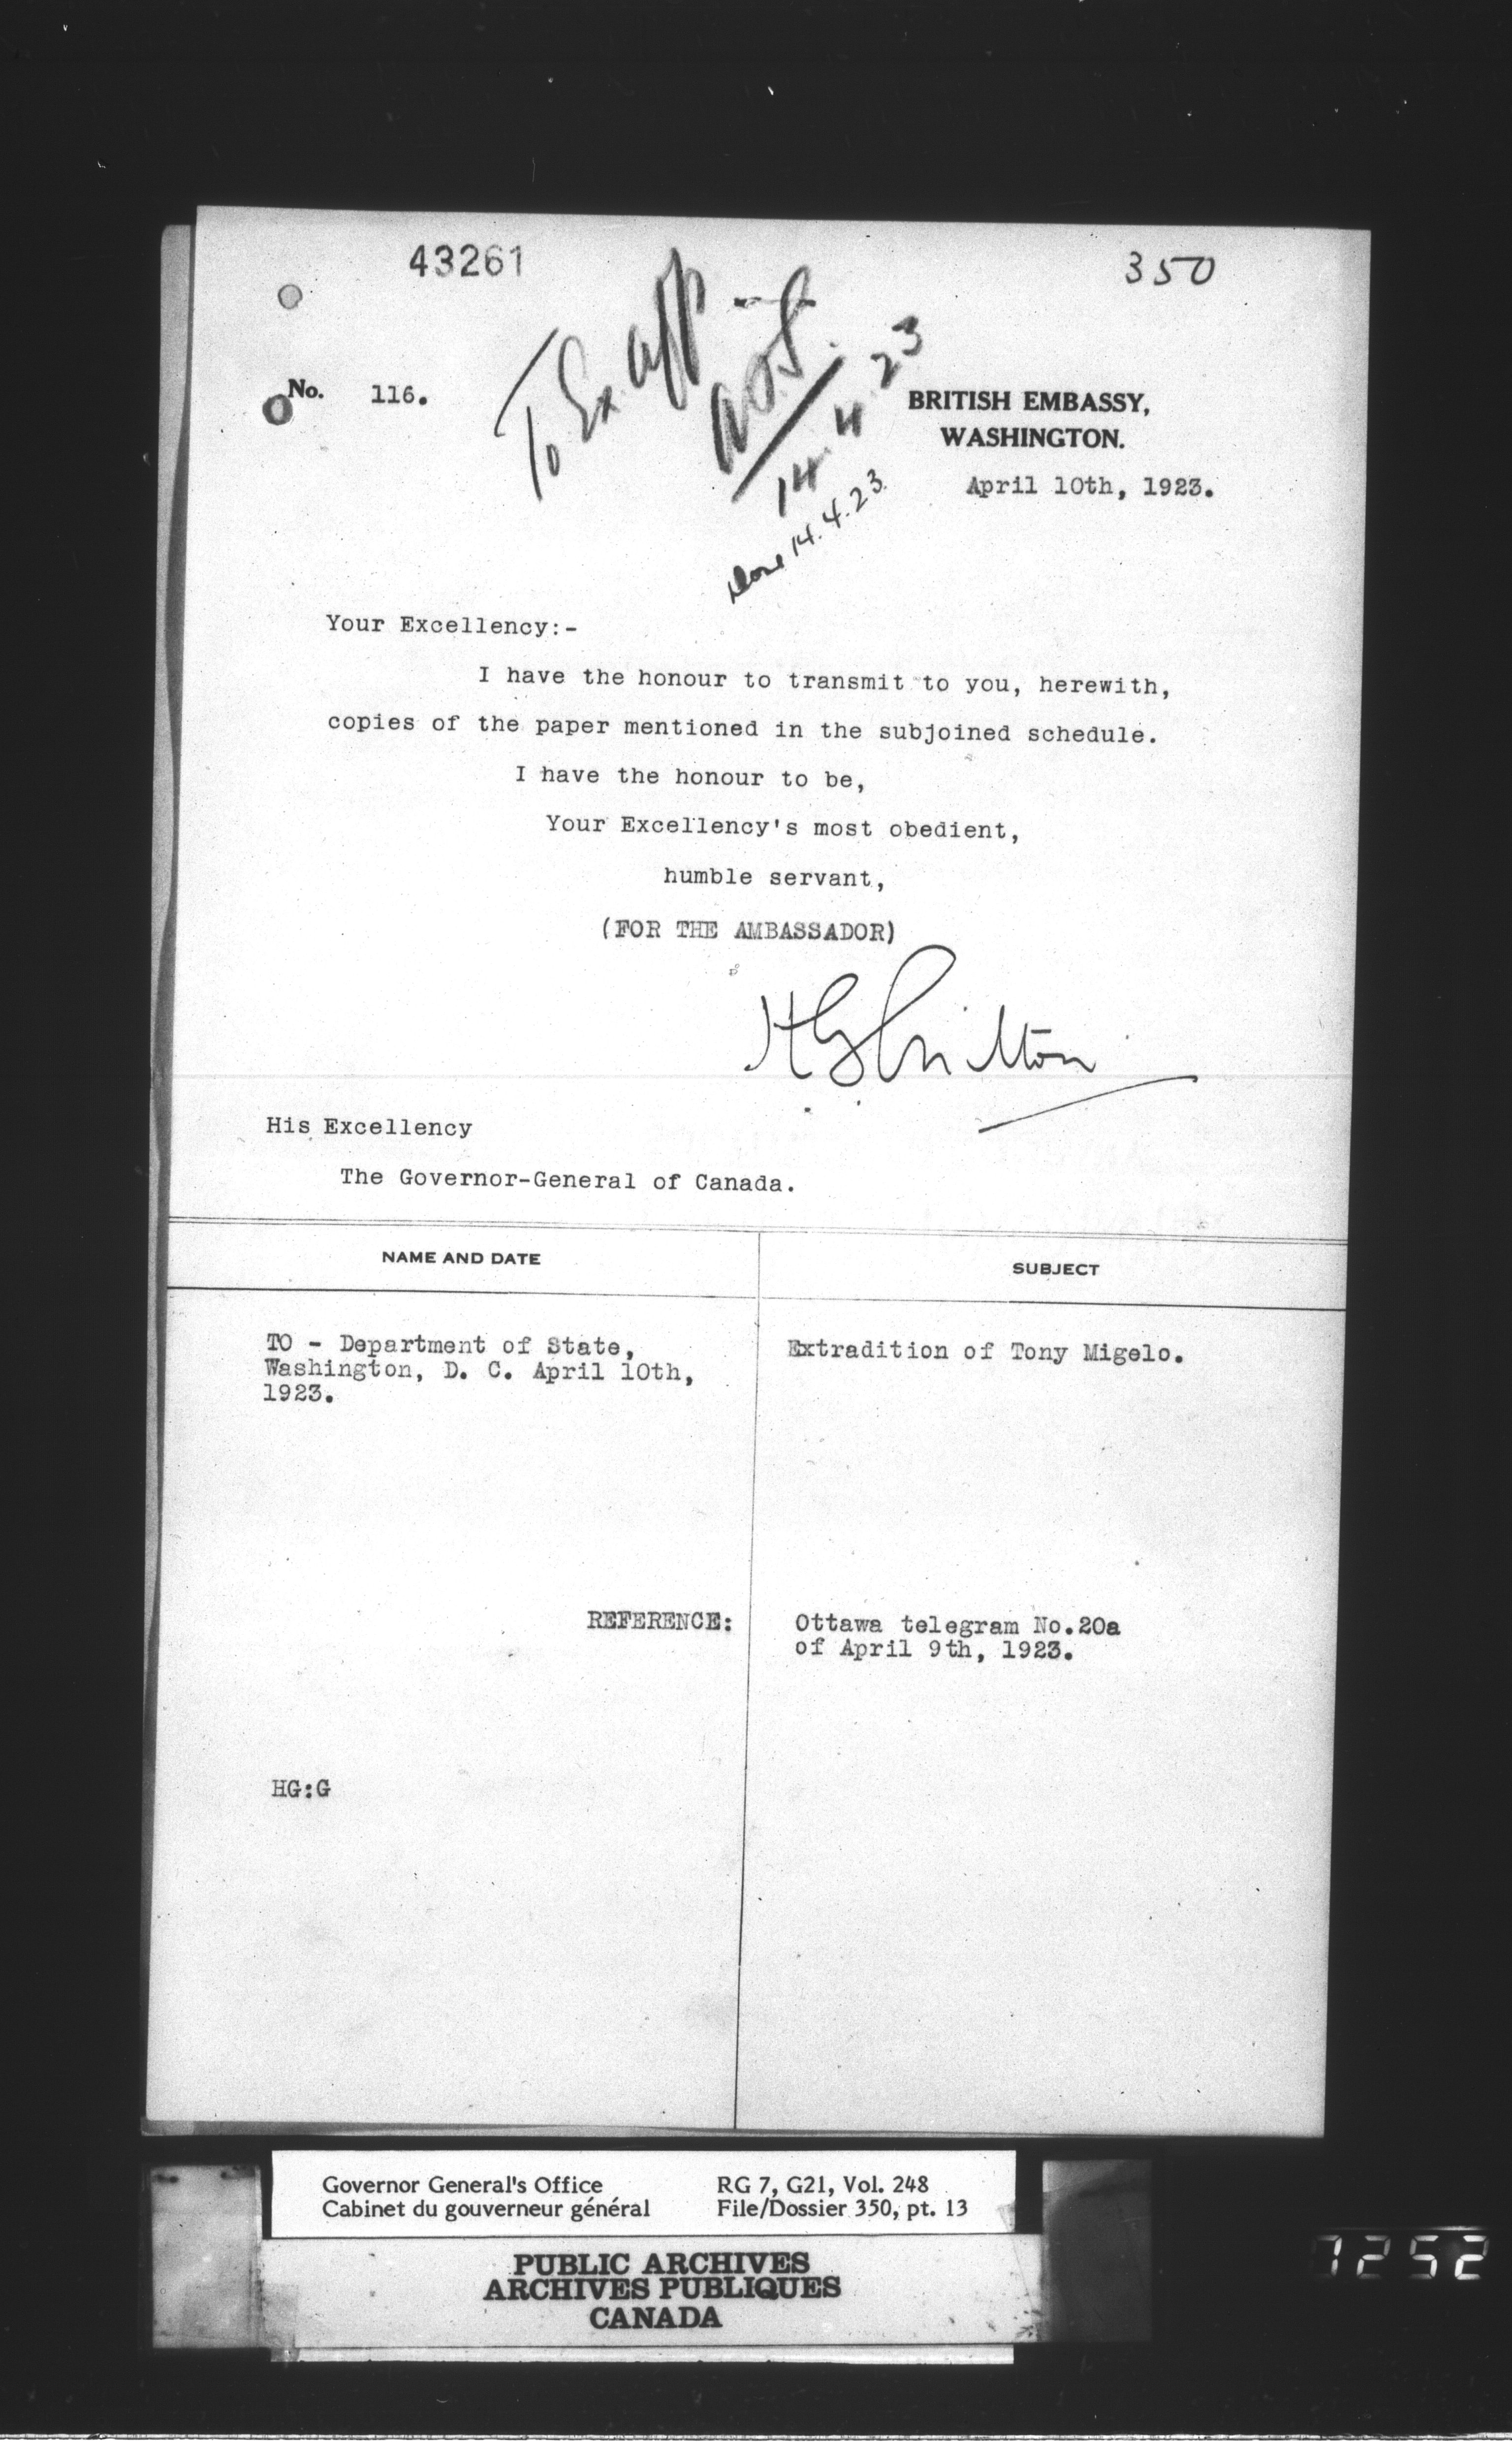 43261
350
To Ex. Aff
14 4 23
done 14.4.23.
No. 116.
BRITISH EMBASSY,
WASHINGTON.
April 10th, 1923.
Your Excellency:-
I have the honour to transmit to you, herewith,
copies of the paper mentioned in the subjoined schedule.
I have the honour to be,
Your Excellency's most obedient,
humble servant,
(FOR THE AMBASSADOR)
His Excellency
The Governor-General of Canada.
NAME AND DATE
SUBJECT
TO - Department of State,
Washington, D. C. April 10th,
1923.
Extradition of Tony Migelo.
REFERENCE:
Ottawa telegram No.20a
of April 9th, 1923.
HG:G
Governor General's Office
Cabinet du gouverneur général
RG 7, G21, Vol. 248
File/Dossier 350, pt. 13
PUBLIC ARCHIVES
ARCHIVES PUBLIQUES
CANADA
1252